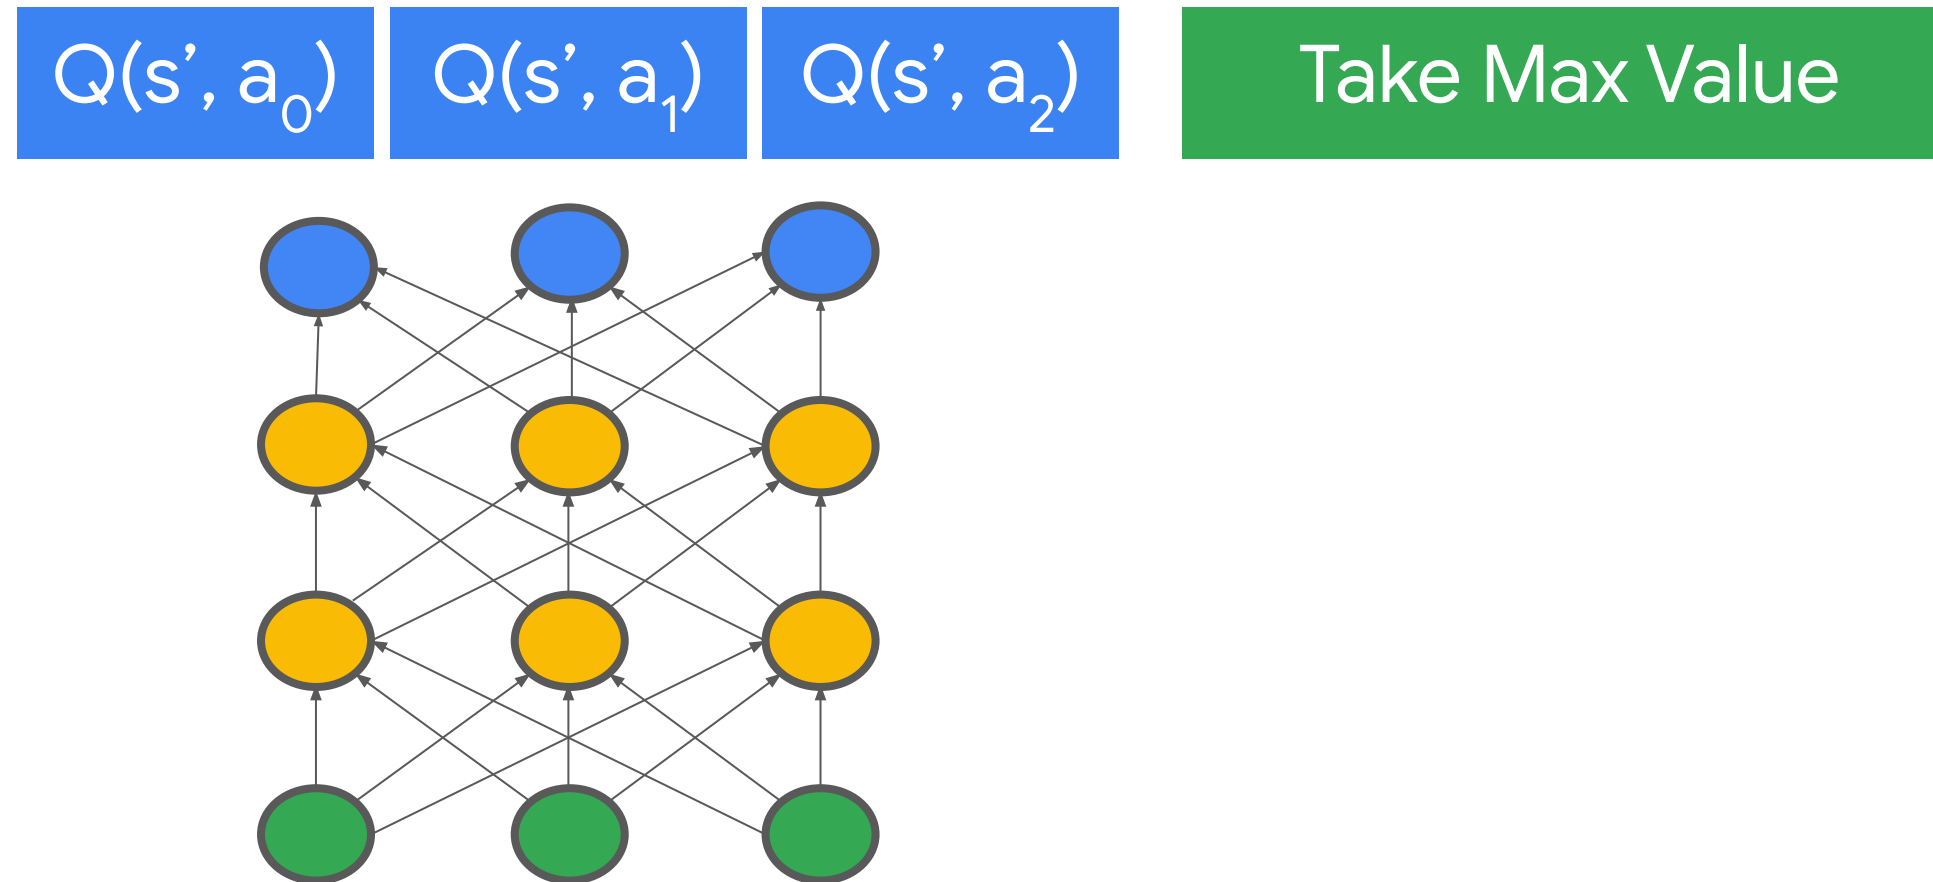 Q(s’, a₀) Q(s’, a₁) Q(s’, a₂) Take Max Value